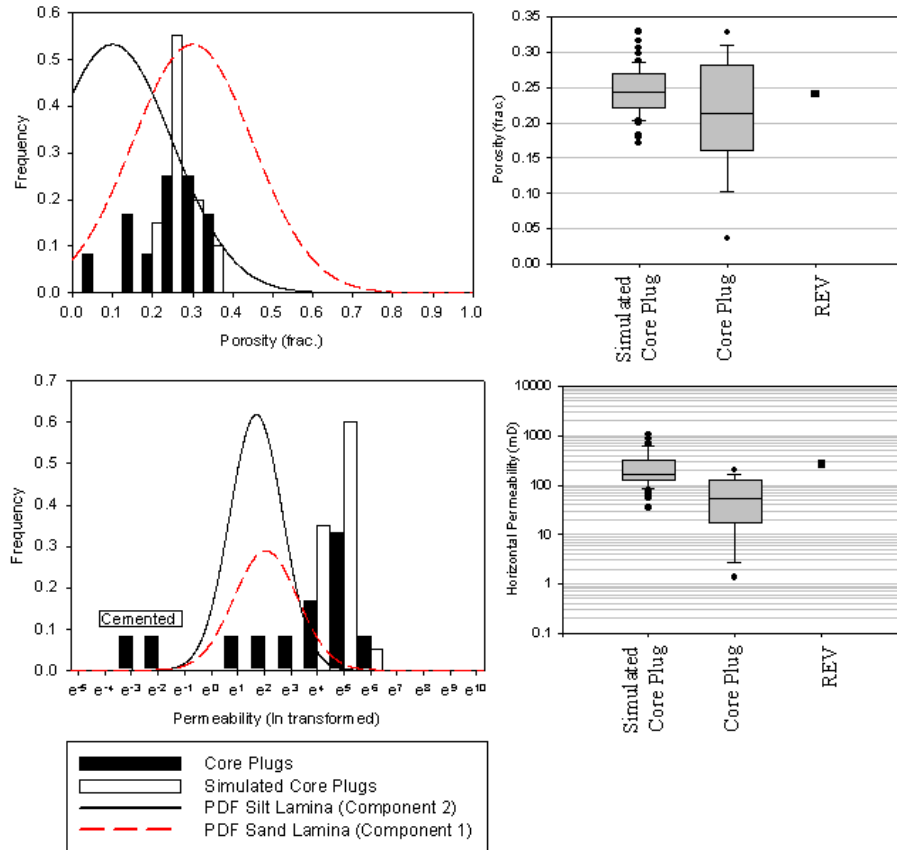 0.6
0.5
0.4
0.3
0.2
0.1
0.0
Frequency
0.0 0.1 0.2 0.3 0.4 0.5 0.6 0.7 0.8 0.9 1.0
Porosity (frac.)
0.35
0.30
0.25
0.20
0.15
0.10
0.05
0.00
Porosity (frac.)
Simulated
Core Plug
Core Plug
REV
0.7
0.6
0.5
0.4
0.3
0.2
0.1
0.0
Frequency
Cemented
e⁻⁵ e⁻⁴ e⁻³ e⁻² e⁻¹ e⁰ e¹ e² e³ e⁴ e⁵ e⁶ e⁷ e⁸ e⁹ e¹⁰
Permeability (ln transformed)
10000
1000
100
10
1
0.1
Horizontal Permeability (mD)
Simulated
Core Plug
Core Plug
REV
Core Plugs
Simulated Core Plugs
PDF Silt Lamina (Component 2)
PDF Sand Lamina (Component 1)